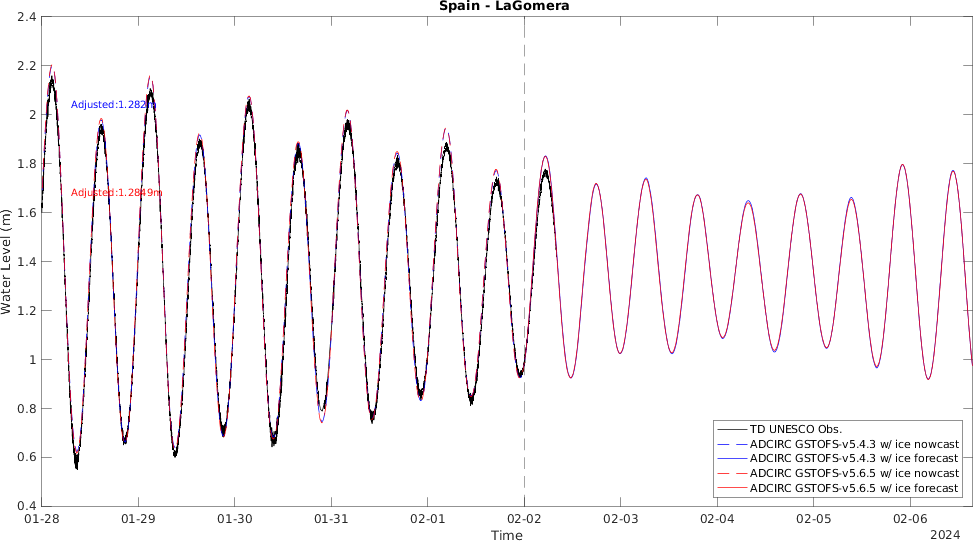 Spain - LaGomera
2.4
2.2
2
1.8
1.6
1.4
1.2
1
0.8
0.6
0.4
Water Level (m)
Adjusted:1.282m
Adjusted:1.2849m
TD UNESCO Obs.
ADCIRC GSTOFS-v5.4.3 w/ ice nowcast
ADCIRC GSTOFS-v5.4.3 w/ ice forecast
ADCIRC GSTOFS-v5.6.5 w/ ice nowcast
ADCIRC GSTOFS-v5.6.5 w/ ice forecast
01-28 01-29 01-30 01-31 02-01 02-02 02-03 02-04 02-05 02-06
Time
2024